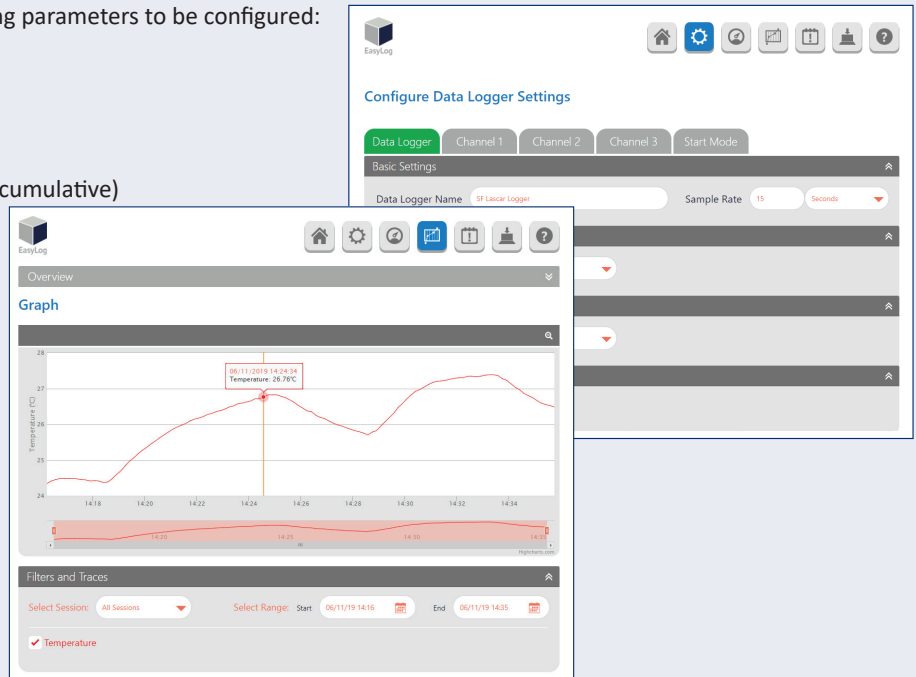 ng parameters to be configured:
cumulative)
EasyLog
Configure Data Logger Settings
Data Logger Channel 1 Channel 2 Channel 3 Start Mode
Basic Settings
Data Logger Name SF Lascar Logger Sample Rate 15 Seconds
EasyLog
Overview
Graph
28
27
26
25
24
Temperature (°C)
06/11/2019 14:24:34
Temperature: 26.76°C
14:18 14:20 14:22 14:24 14:26 14:28 14:30 14:32 14:34
14:20 14:25 14:30 14:35
Highcharts.com
Filters and Traces
Select Session: All Sessions Select Range: Start 06/11/19 14:16 End 06/11/19 14:35
Temperature